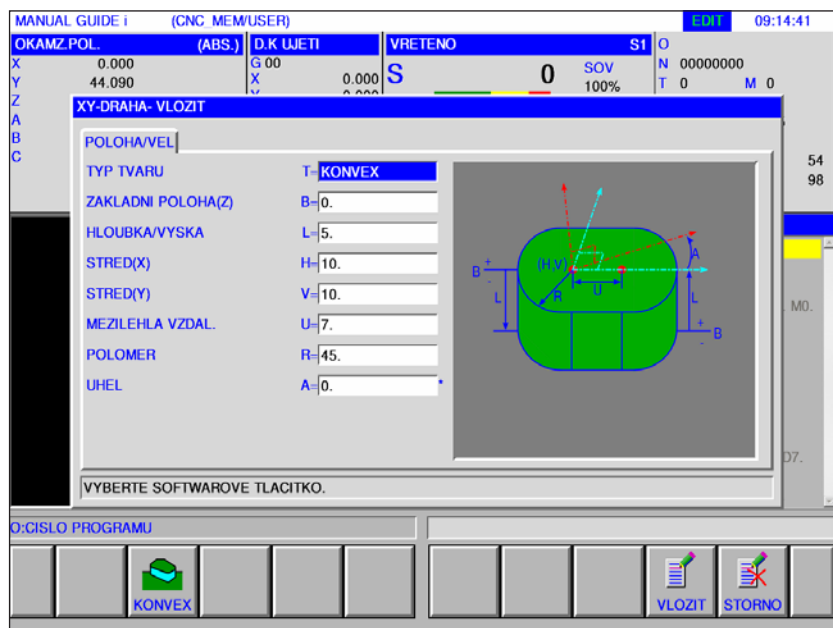 MANUAL GUIDE i (CNC_MEM/USER) EDIT 09:14:41
OKAMZ.POL. (ABS.) D.K UJETI VRETENO S1 O
X 0.000 G 00 N 00000000
Y 44.090 X 0.000 S 0 SOV 100% T 0 M 0
Z
A
B
C
54
98
XY-DRAHA- VLOZIT
POLOHA/VEL
TYP TVARU T=KONVEX
ZAKLADNI POLOHA(Z) B=0.
HLOUBKA/VYSKA L=5.
STRED(X) H=10.
STRED(Y) V=10.
MEZILEHLA VZDAL. U=7.
POLOMER R=45.
UHEL A=0. °
B + - L (H,V) R U A L + - B
M0.
D7.
VYBERTE SOFTWAROVE TLACITKO.
O:CISLO PROGRAMU
KONVEX VLOZIT STORNO